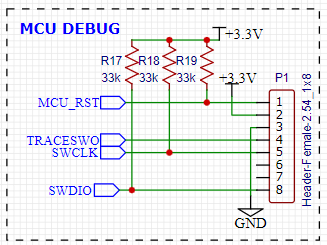 MCU DEBUG
+3.3V
R17 R18 R19
33k 33k 33k
+3.3V
P1
MCU_RST
1
2
3
TRACESWO
4
SWCLK
5
6
7
SWDIO
8
Header-Female-2.54_1x8
GND